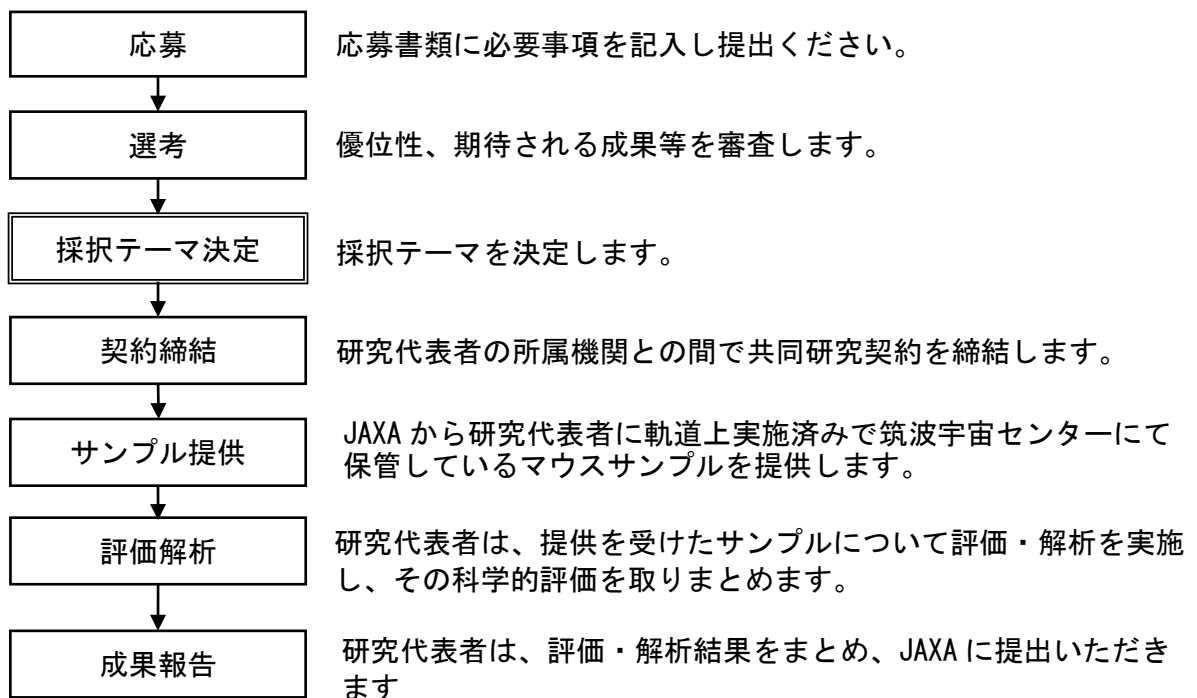 応募
応募書類に必要事項を記入し提出ください。
選考
優位性、期待される成果等を審査します。
採択テーマ決定
採択テーマを決定します。
契約締結
研究代表者の所属機関との間で共同研究契約を締結します。
サンプル提供
JAXA から研究代表者に軌道上実施済みで筑波宇宙センターにて
保管しているマウスサンプルを提供します。
評価解析
研究代表者は、提供を受けたサンプルについて評価・解析を実施
し、その科学的評価を取りまとめます。
成果報告
研究代表者は、評価・解析結果をまとめ、JAXA に提出いただき
ます